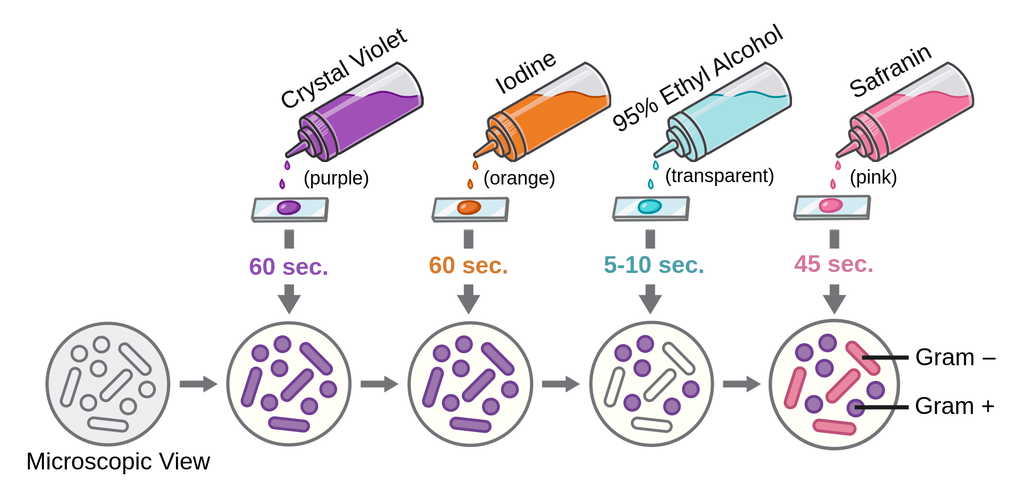 Crystal Violet
Iodine
95% Ethyl Alcohol
Safranin
(purple)
(orange)
(transparent)
(pink)
60 sec.
60 sec.
5-10 sec.
45 sec.
Gram –
Gram +
Microscopic View